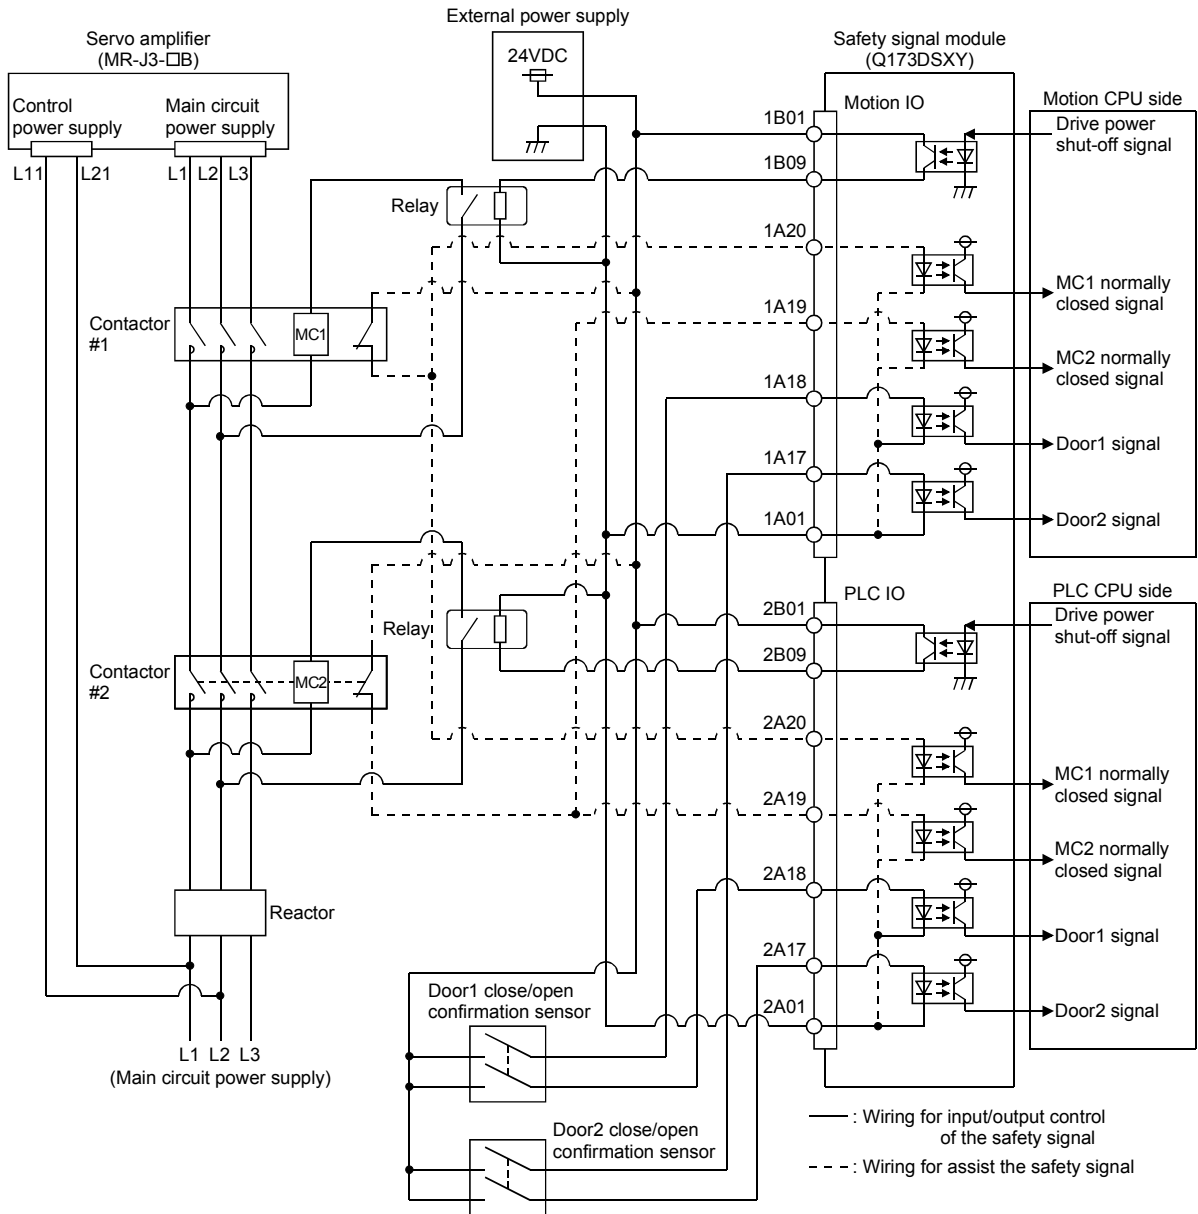 External power supply
24VDC
Servo amplifier
(MR-J3-□B)
Control
power supply
Main circuit
power supply
L11
L21
L1
L2
L3
Relay
Contactor
#1
MC1
Relay
Contactor
#2
MC2
Reactor
L1 L2 L3
(Main circuit power supply)
Door1 close/open
confirmation sensor
Door2 close/open
confirmation sensor
Safety signal module
(Q173DSXY)
Motion IO
1B01
1B09
1A20
1A19
1A18
1A17
1A01
Motion CPU side
Drive power
shut-off signal
MC1 normally
closed signal
MC2 normally
closed signal
Door1 signal
Door2 signal
PLC IO
2B01
2B09
2A20
2A19
2A18
2A17
2A01
PLC CPU side
Drive power
shut-off signal
MC1 normally
closed signal
MC2 normally
closed signal
Door1 signal
Door2 signal
: Wiring for input/output control
of the safety signal
: Wiring for assist the safety signal